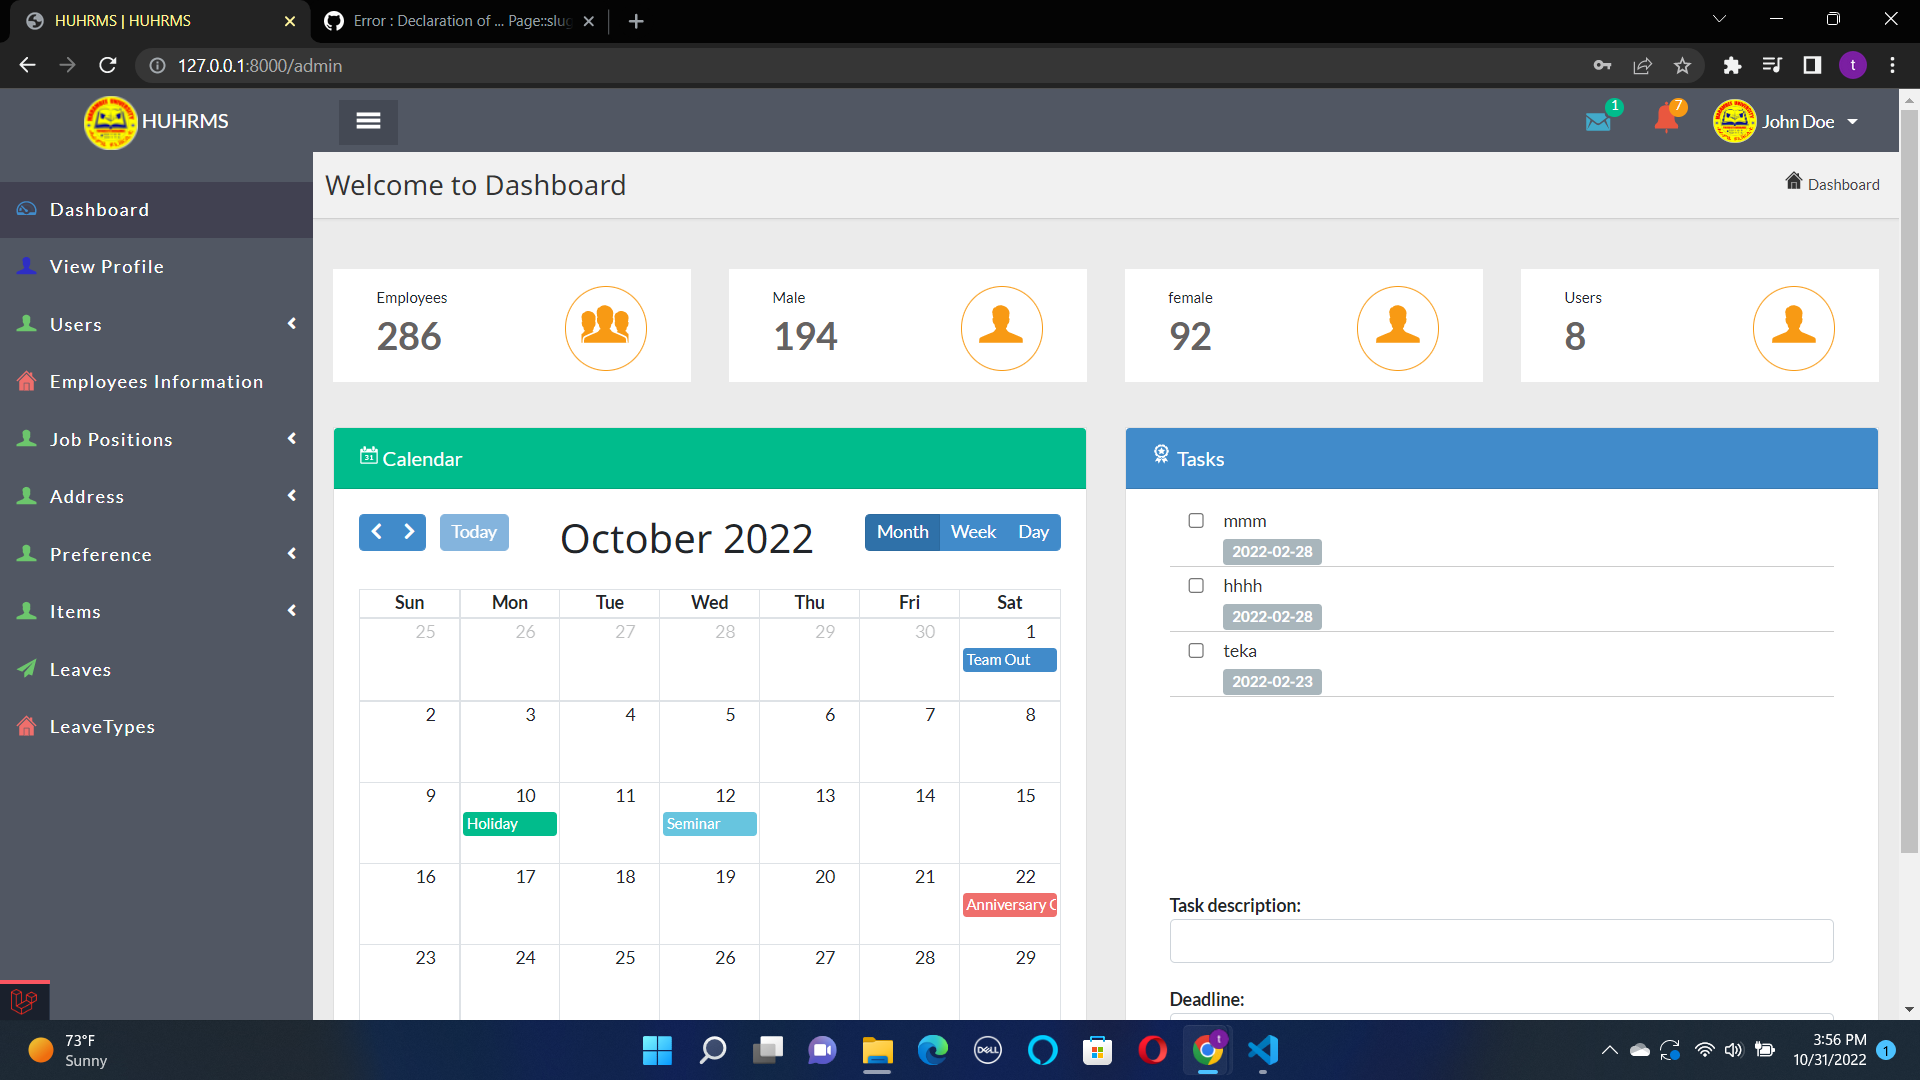 HUHRMS | HUHRMS
Error : Declaration of ... Page::slug
127.0.0.1:8000/admin
t
HUHRMS
1
7
John Doe
Welcome to Dashboard
Dashboard
Dashboard
View Profile
Users
Employees Information
Job Positions
Address
Preference
Items
Leaves
LeaveTypes
Employees
286
Male
194
female
92
Users
8
31 Calendar
Today
October 2022
Month Week Day
Sun Mon Tue Wed Thu Fri Sat
25 26 27 28 29 30 1
Team Out
2 3 4 5 6 7 8
9 10 11 12 13 14 15
Holiday Seminar
16 17 18 19 20 21 22
Anniversary C
23 24 25 26 27 28 29
Tasks
mmm
2022-02-28
hhhh
2022-02-28
teka
2022-02-23
Task description:
Deadline:
73°F
Sunny
DELL
t
3:56 PM
10/31/2022
1